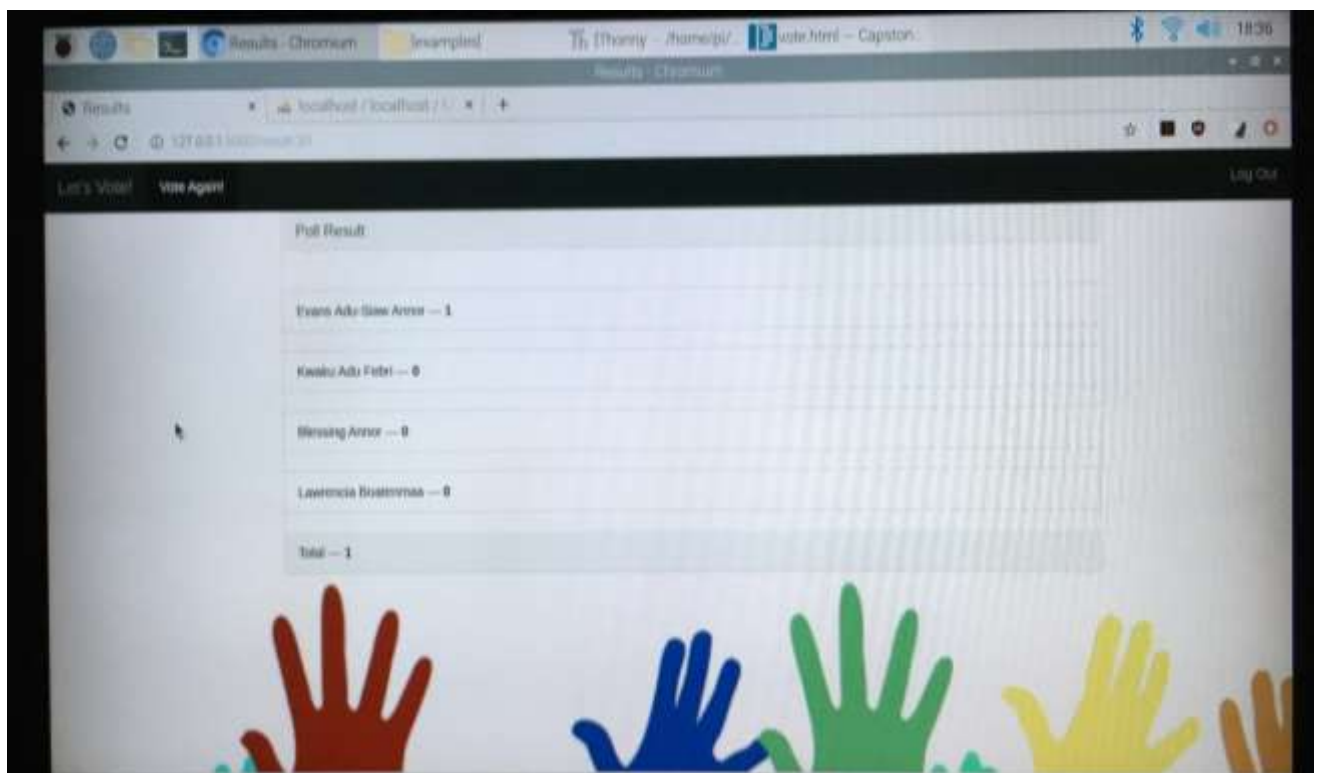 Results - Chromium [examples] Th [Thonny - /home/pi/... vote.html — Capston... 18:36
Results - Chromium
Results localhost / localhost /
Let's Vote! Vote Again! Log Out
Poll Result
Evans Adu-Siaw Annor — 1
Kwaku Adu Febri — 0
Blessing Annor — 0
Lawrencia Boatemmaa — 0
Total — 1